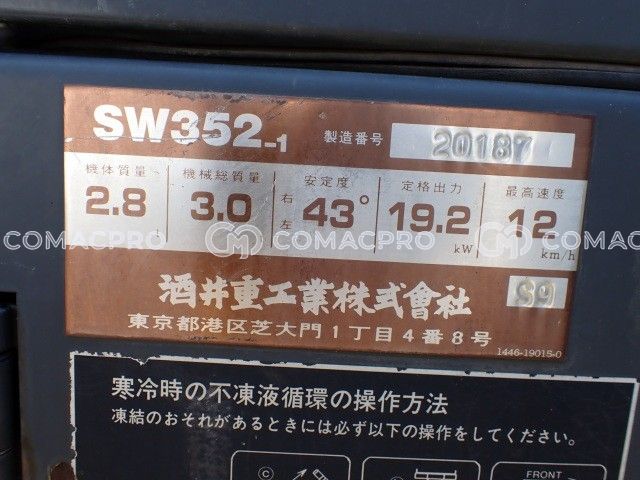 SW352-1 製造番号 20187
機体質量 機械総質量 安定度 定格出力 最高速度
2.8 t 3.0 t 右左 43° 19.2 kW 12 km/h
COMACPRO COMACPRO COMACPRO
酒井重工業株式會社 S9
東京都港区芝大門1丁目4番8号
1446-19015-0
寒冷時の不凍液循環の操作方法
凍結のおそれがあるときには必ず以下の操作をしてください。
C FRONT